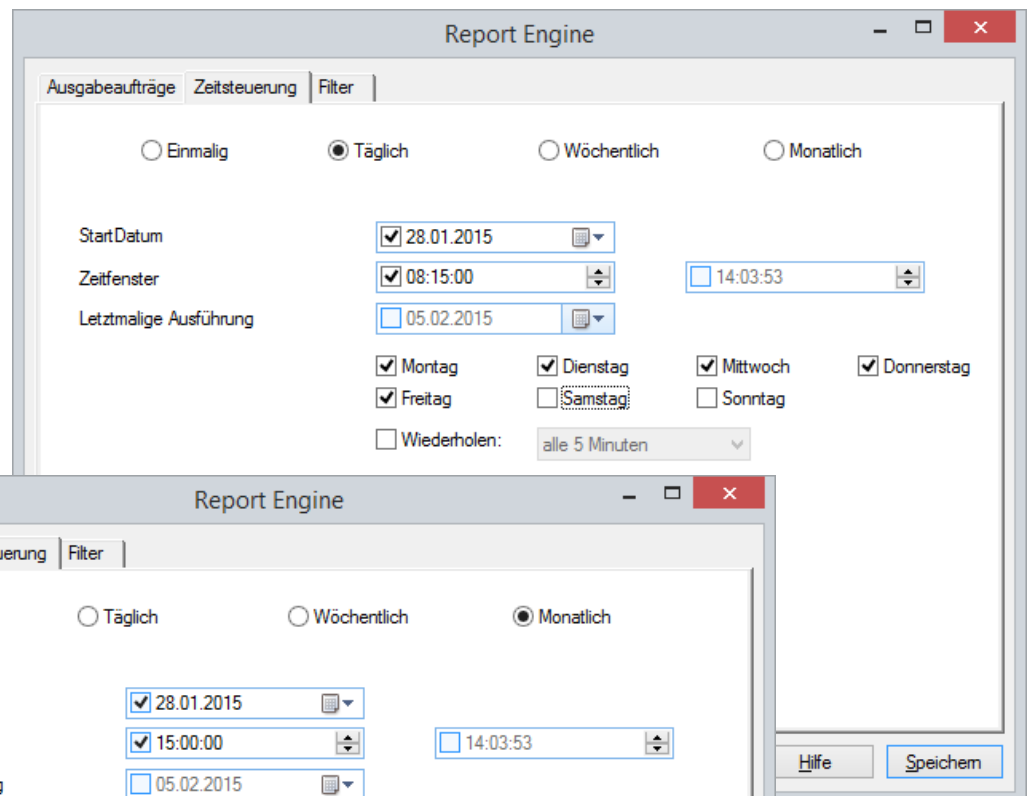 Report Engine
Ausgabeaufträge Zeitsteuerung Filter
Einmalig Täglich Wöchentlich Monatlich
StartDatum 28.01.2015
Zeitfenster 08:15:00 14:03:53
Letztmalige Ausführung 05.02.2015
Montag Dienstag Mittwoch Donnerstag
Freitag Samstag Sonntag
Wiederholen: alle 5 Minuten
Report Engine
uerung Filter
Täglich Wöchentlich Monatlich
28.01.2015
15:00:00 14:03:53
g 05.02.2015
Hilfe Speichern